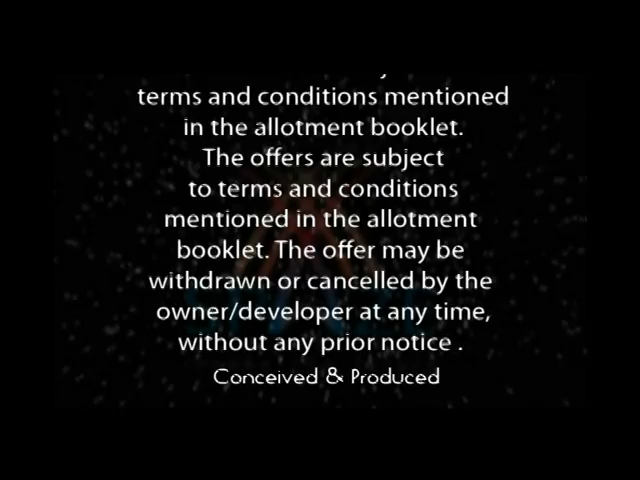 terms and conditions mentioned
in the allotment booklet.
The offers are subject
to terms and conditions
mentioned in the allotment
booklet. The offer may be
withdrawn or cancelled by the
owner/developer at any time,
without any prior notice .
Conceived & Produced